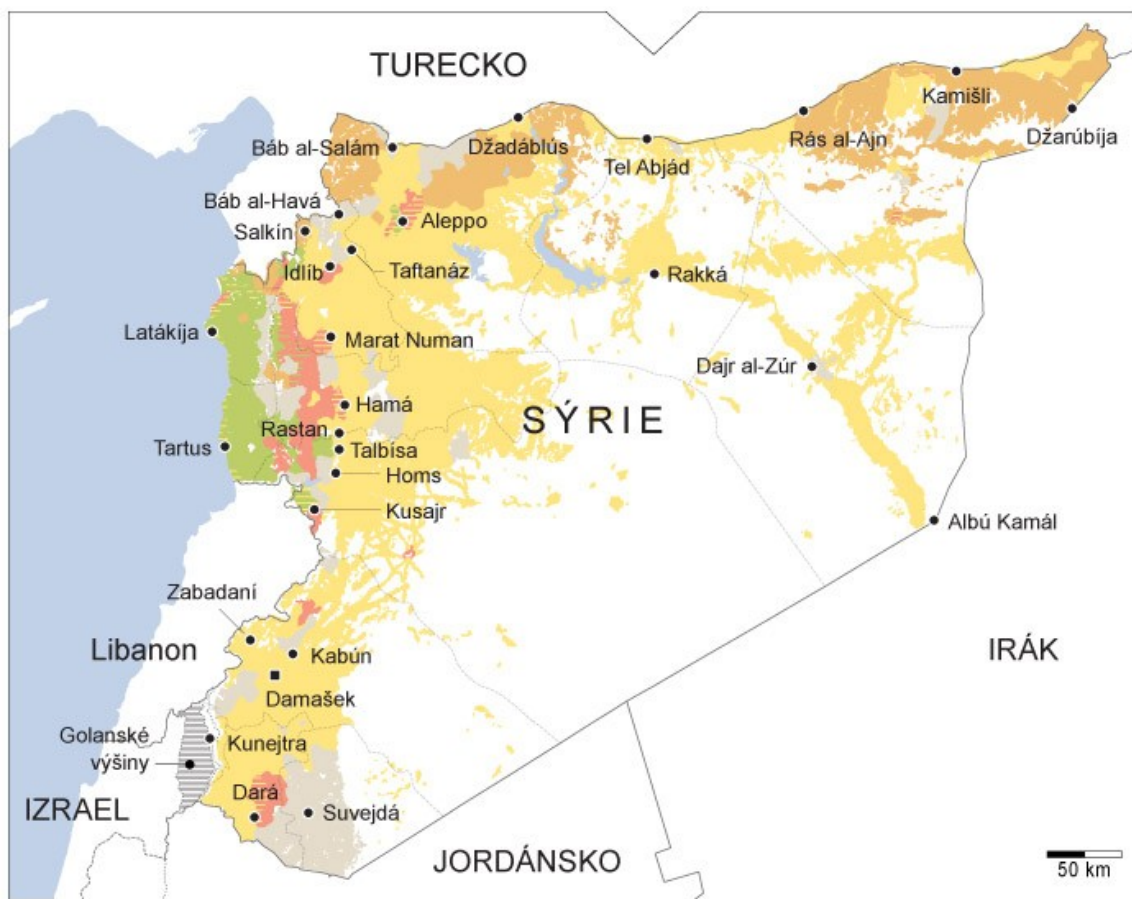 TURECKO
Kamišli
Báb al-Salám
Džadáblús
Tel Abjád
Rás al-Ajn
Džarúbíja
Báb al-Havá
Salkín
Aleppo
Idlíb
Taftanáz
Rakká
Latákíja
Marat Numan
Dajr al-Zúr
Hamá
SÝRIE
Rastan
Tartus
Talbísa
Homs
Kusajr
Albú Kamál
Zabadaní
Libanon
Kabún
IRÁK
Damašek
Golanské
výšiny
Kunejtra
IZRAEL
Dará
Suvejdá
JORDÁNSKO
50 km